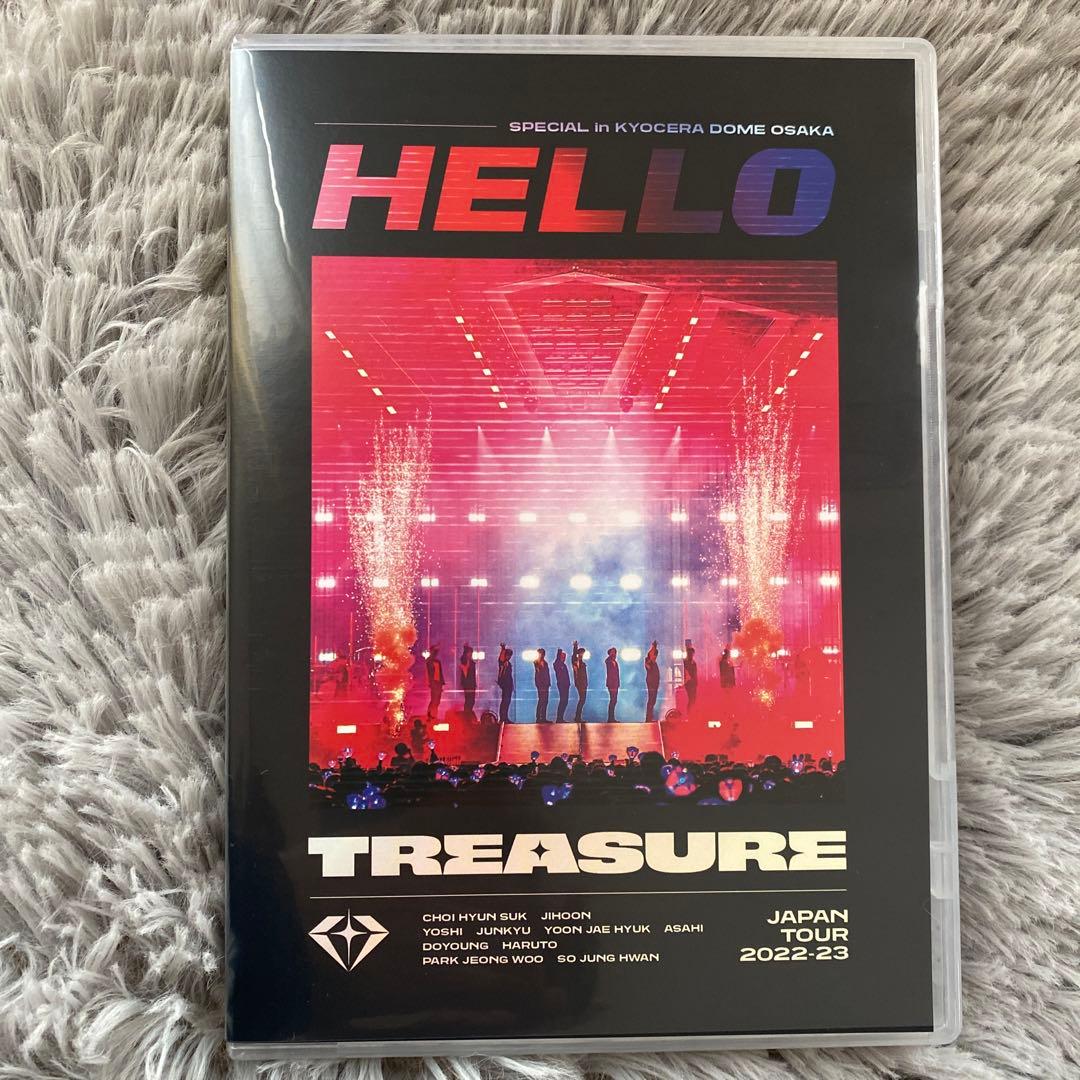 SPECIAL in KYOCERA DOME OSAKA
HELLO
TREASURE
CHOI HYUN SUK JIHOON
YOSHI JUNKYU YOON JAE HYUK ASAHI
DOYOUNG HARUTO
PARK JEONG WOO SO JUNG HWAN
JAPAN
TOUR
2022-23